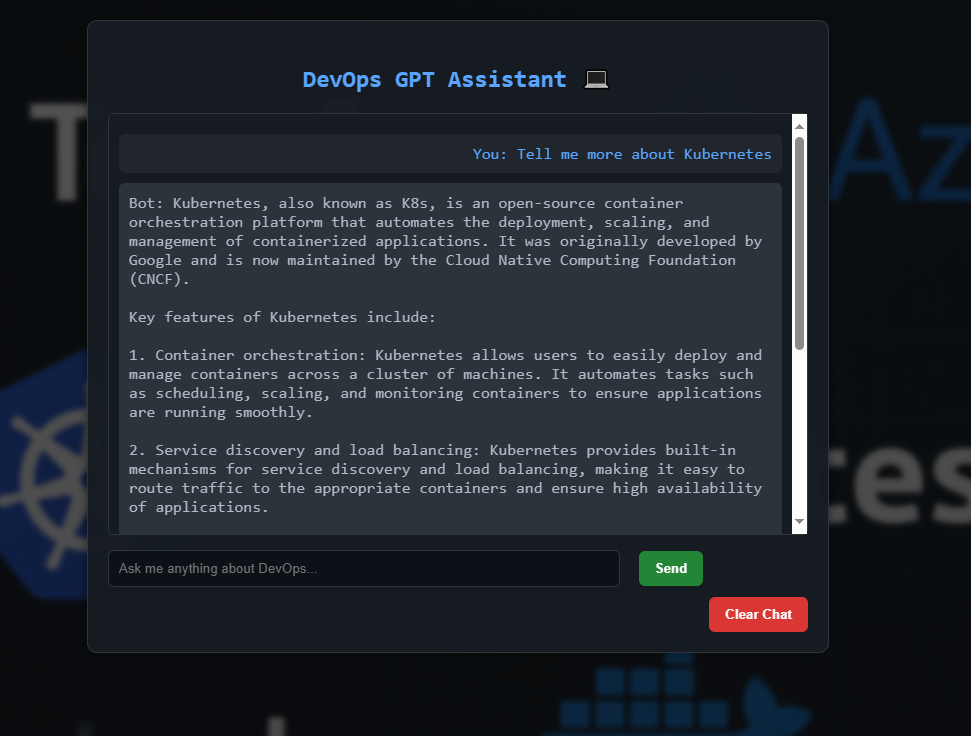 DevOps GPT Assistant 💻
You: Tell me more about Kubernetes
Bot: Kubernetes, also known as K8s, is an open-source container
orchestration platform that automates the deployment, scaling, and
management of containerized applications. It was originally developed by
Google and is now maintained by the Cloud Native Computing Foundation
(CNCF).
Key features of Kubernetes include:
1. Container orchestration: Kubernetes allows users to easily deploy and
manage containers across a cluster of machines. It automates tasks such
as scheduling, scaling, and monitoring containers to ensure applications
are running smoothly.
2. Service discovery and load balancing: Kubernetes provides built-in
mechanisms for service discovery and load balancing, making it easy to
route traffic to the appropriate containers and ensure high availability
of applications.
Ask me anything about DevOps...
Send
Clear Chat